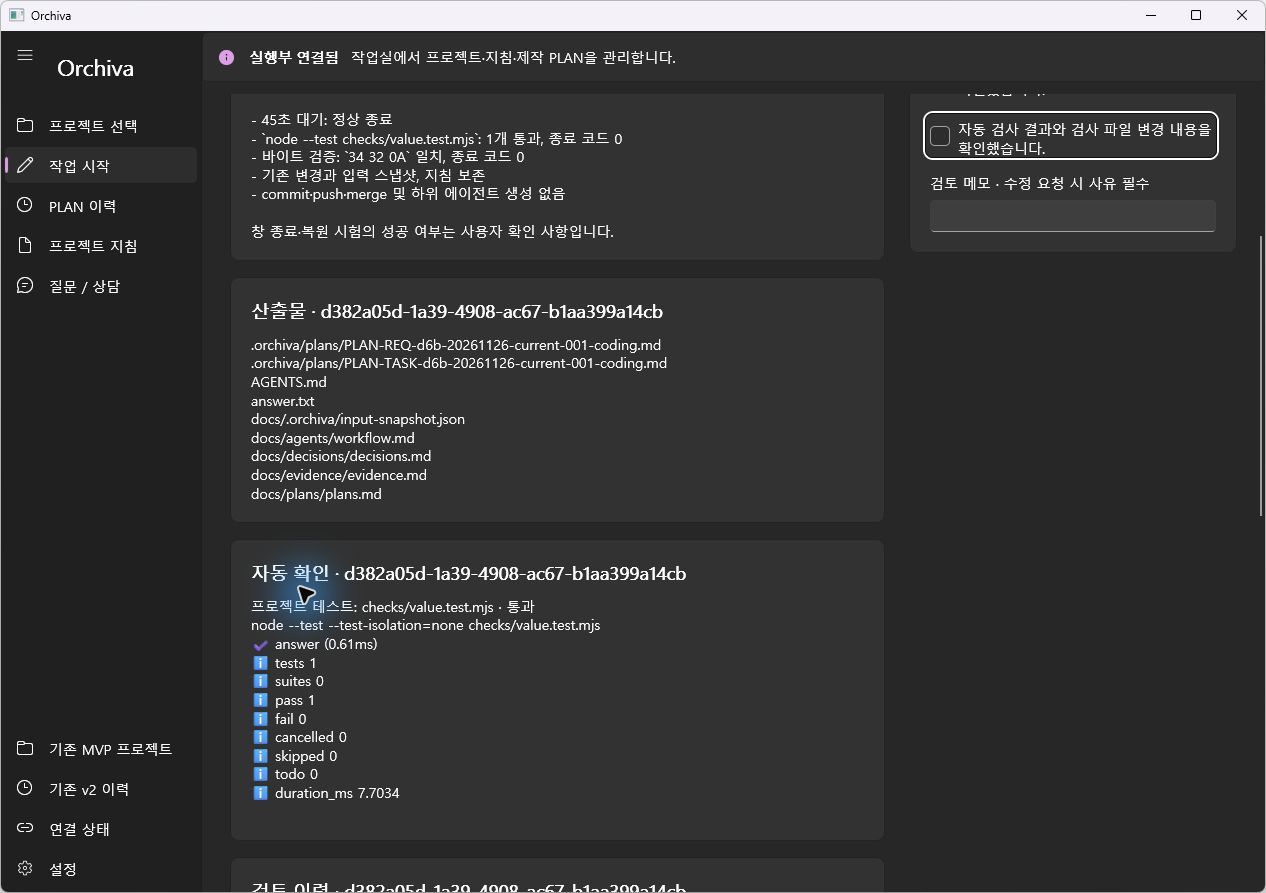 Orchiva
Orchiva
프로젝트 선택
작업 시작
PLAN 이력
프로젝트 지침
질문 / 상담
기존 MVP 프로젝트
기존 v2 이력
연결 상태
설정
실행부 연결됨 작업실에서 프로젝트·지침·제작 PLAN을 관리합니다.
- 45초 대기: 정상 종료
- `node --test checks/value.test.mjs`: 1개 통과, 종료 코드 0
- 바이트 검증: `34 32 0A` 일치, 종료 코드 0
- 기존 변경과 입력 스냅샷, 지침 보존
- commit·push·merge 및 하위 에이전트 생성 없음
창 종료·복원 시험의 성공 여부는 사용자 확인 사항입니다.
산출물 · d382a05d-1a39-4908-ac67-b1aa399a14cb
.orchiva/plans/PLAN-REQ-d6b-20261126-current-001-coding.md
.orchiva/plans/PLAN-TASK-d6b-20261126-current-001-coding.md
AGENTS.md
answer.txt
docs/.orchiva/input-snapshot.json
docs/agents/workflow.md
docs/decisions/decisions.md
docs/evidence/evidence.md
docs/plans/plans.md
자동 확인 · d382a05d-1a39-4908-ac67-b1aa399a14cb
프로젝트 테스트: checks/value.test.mjs · 통과
node --test --test-isolation=none checks/value.test.mjs
✔ answer (0.61ms)
ℹ tests 1
ℹ suites 0
ℹ pass 1
ℹ fail 0
ℹ cancelled 0
ℹ skipped 0
ℹ todo 0
ℹ duration_ms 7.7034
검토 이력 · d382a05d-1a39-4908-ac67-b1aa399a14cb
자동 검사 결과와 검사 파일 변경 내용을
확인했습니다.
검토 메모 · 수정 요청 시 사유 필수